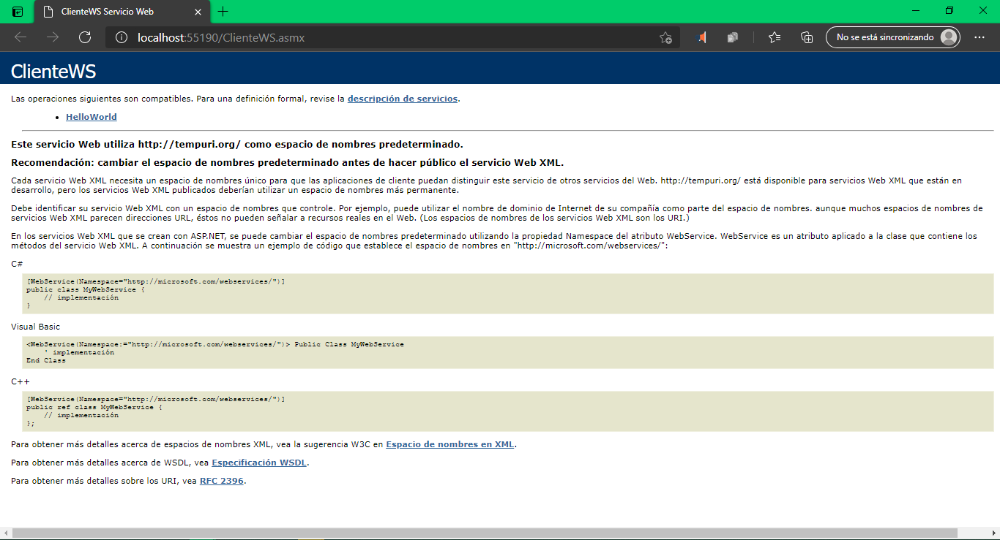 ClienteWS Servicio Web
localhost:55190/ClienteWS.asmx
No se está sincronizando
ClienteWS
Las operaciones siguientes son compatibles. Para una definición formal, revise la descripción de servicios.
HelloWorld
Este servicio Web utiliza http://tempuri.org/ como espacio de nombres predeterminado.
Recomendación: cambiar el espacio de nombres predeterminado antes de hacer público el servicio Web XML.
Cada servicio Web XML necesita un espacio de nombres único para que las aplicaciones de cliente puedan distinguir este servicio de otros servicios del Web. http://tempuri.org/ está disponible para servicios Web XML que están en
desarrollo, pero los servicios Web XML publicados deberían utilizar un espacio de nombres más permanente.
Debe identificar su servicio Web XML con un espacio de nombres que controle. Por ejemplo, puede utilizar el nombre de dominio de Internet de su compañía como parte del espacio de nombres. aunque muchos espacios de nombres de
servicios Web XML parecen direcciones URL, éstos no pueden señalar a recursos reales en el Web. (Los espacios de nombres de los servicios Web XML son los URI.)
En los servicios Web XML que se crean con ASP.NET, se puede cambiar el espacio de nombres predeterminado utilizando la propiedad Namespace del atributo WebService. WebService es un atributo aplicado a la clase que contiene los
métodos del servicio Web XML. A continuación se muestra un ejemplo de código que establece el espacio de nombres en "http://microsoft.com/webservices/":
C#
[WebService(Namespace="http://microsoft.com/webservices/")]
public class MyWebService {
// implementación
}
Visual Basic
<WebService(Namespace:="http://microsoft.com/webservices/")> Public Class MyWebService
' implementación
End Class
C++
[WebService(Namespace="http://microsoft.com/webservices/")]
public ref class MyWebService {
// implementación
};
Para obtener más detalles acerca de espacios de nombres XML, vea la sugerencia W3C en Espacio de nombres en XML.
Para obtener más detalles acerca de WSDL, vea Especificación WSDL.
Para obtener más detalles sobre los URI, vea RFC 2396.